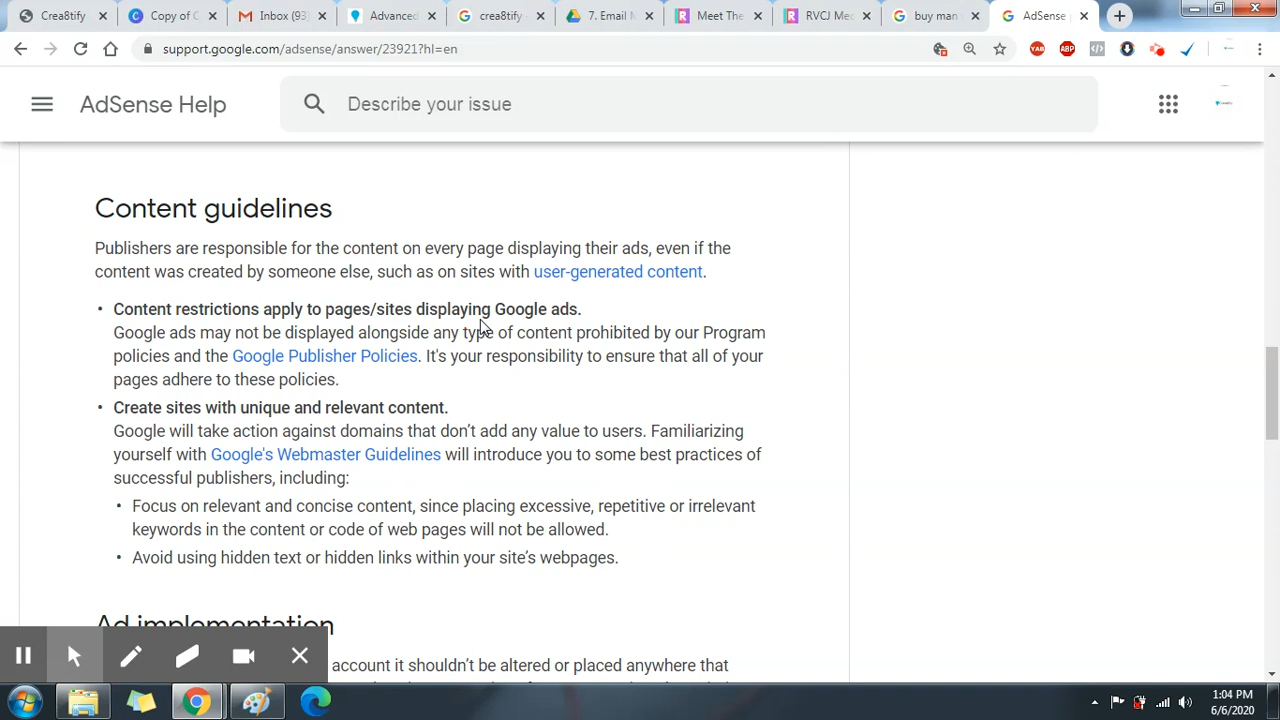 Crea8tify
Copy of C
Inbox (93
Advanced
crea8tify
7. Email M
Meet The
RVCJ Me
buy man
AdSense
support.google.com/adsense/answer/23921?hl=en
YAB
ABP
AdSense Help
Describe your issue
Content guidelines
Publishers are responsible for the content on every page displaying their ads, even if the
content was created by someone else, such as on sites with user-generated content.
• Content restrictions apply to pages/sites displaying Google ads.
Google ads may not be displayed alongside any type of content prohibited by our Program
policies and the Google Publisher Policies. It's your responsibility to ensure that all of your
pages adhere to these policies.
• Create sites with unique and relevant content.
Google will take action against domains that don’t add any value to users. Familiarizing
yourself with Google's Webmaster Guidelines will introduce you to some best practices of
successful publishers, including:
• Focus on relevant and concise content, since placing excessive, repetitive or irrelevant
keywords in the content or code of web pages will not be allowed.
• Avoid using hidden text or hidden links within your site’s webpages.
Ad implementation
account it shouldn’t be altered or placed anywhere that
1:04 PM
6/6/2020